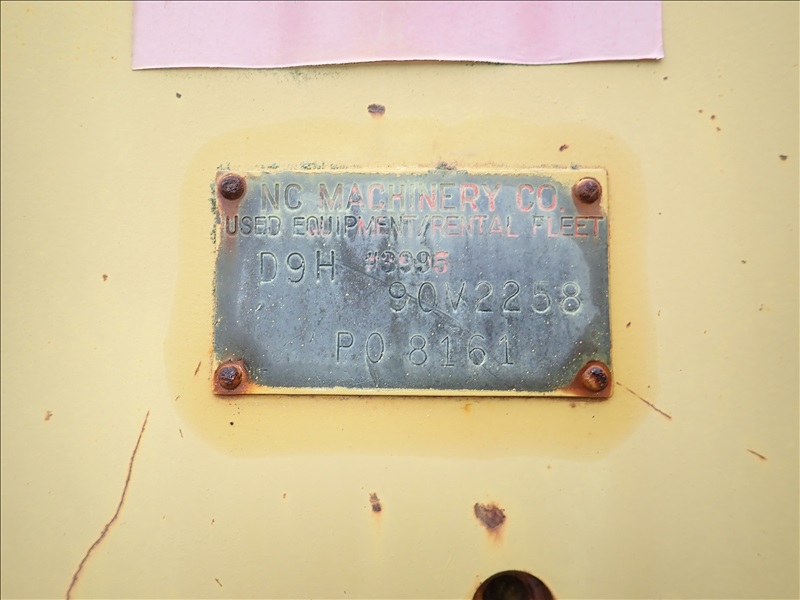 NC MACHINERY CO.
USED EQUIPMENT/RENTAL FLEET
D9H
90V2258
PO 8161